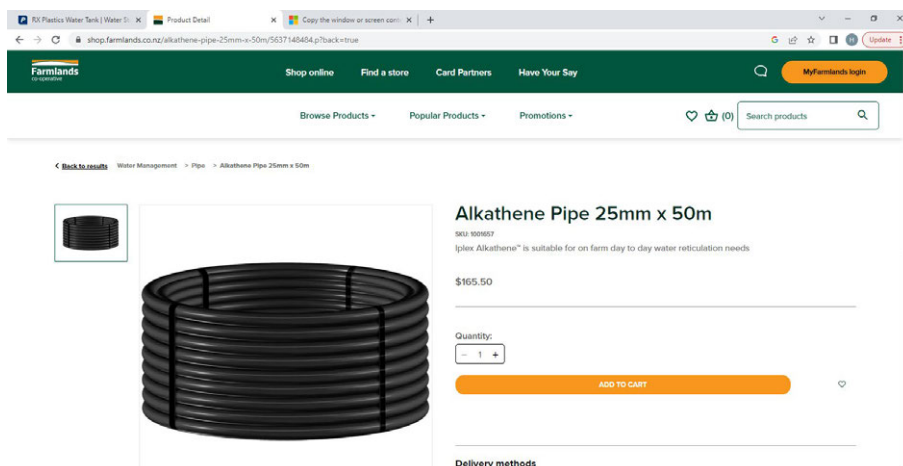 RX Plastics Water Tank | Water St
Product Detail
Copy the window or screen conte
shop.farmlands.co.nz/alkathene-pipe-25mm-x-50m/5637148484.p?back=true
G
H
Update
Farmlands
co-operative
Shop online
Find a store
Card Partners
Have Your Say
MyFarmlands login
Browse Products
Popular Products
Promotions
(0)
Search products
Back to results Water Management > Pipe > Alkathene Pipe 25mm x 50m
Alkathene Pipe 25mm x 50m
SKU: 1001657
Iplex Alkathene™ is suitable for on farm day to day water reticulation needs
$165.50
Quantity:
- 1 +
ADD TO CART
Delivery methods